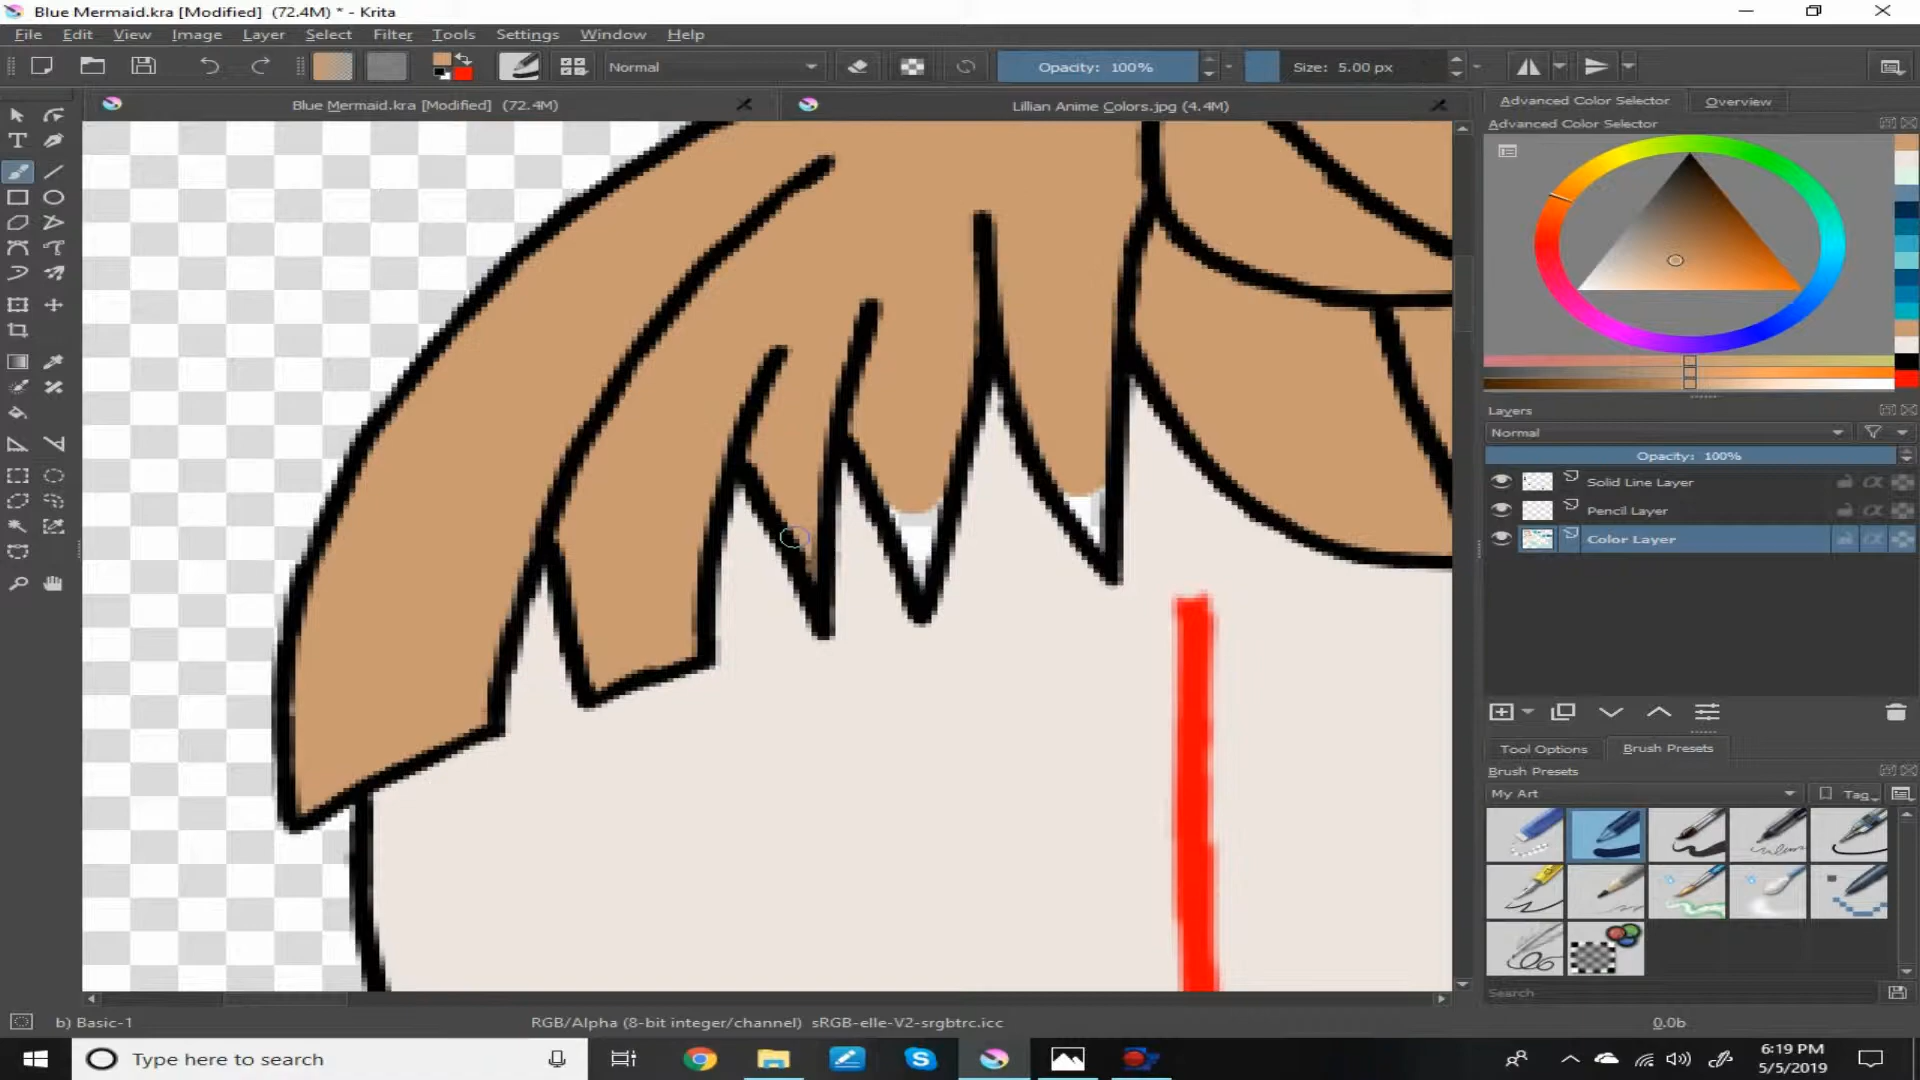 Blue Mermaid.kra [Modified] (72.4M) * - Krita
File Edit View Image Layer Select Filter Tools Settings Window Help
Normal Opacity: 100% Size: 5.00 px
Blue Mermaid.kra [Modified] (72.4M) Lillian Anime Colors.jpg (4.4M)
Advanced Color Selector Overview
Advanced Color Selector
Layers
Normal
Opacity: 100%
Solid Line Layer
Pencil Layer
Color Layer
Tool Options Brush Presets
Brush Presets
My Art Tag
Search
b) Basic-1 RGB/Alpha (8-bit integer/channel) sRGB-elle-V2-srgbtrc.icc 0.0b
Type here to search
6:19 PM
5/5/2019